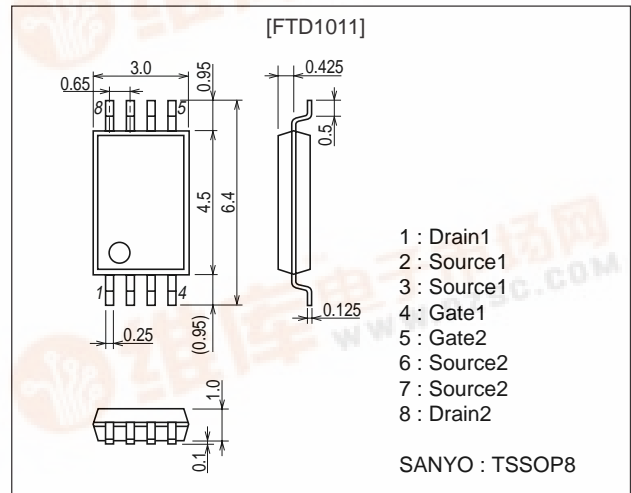 [FTD1011]
3.0
0.65
0.95
0.425
8
5
0.5
4.5
6.4
1
4
0.25
(0.95)
0.125
1.0
0.1
1 : Drain1
2 : Source1
3 : Source1
4 : Gate1
5 : Gate2
6 : Source2
7 : Source2
8 : Drain2
SANYO : TSSOP8